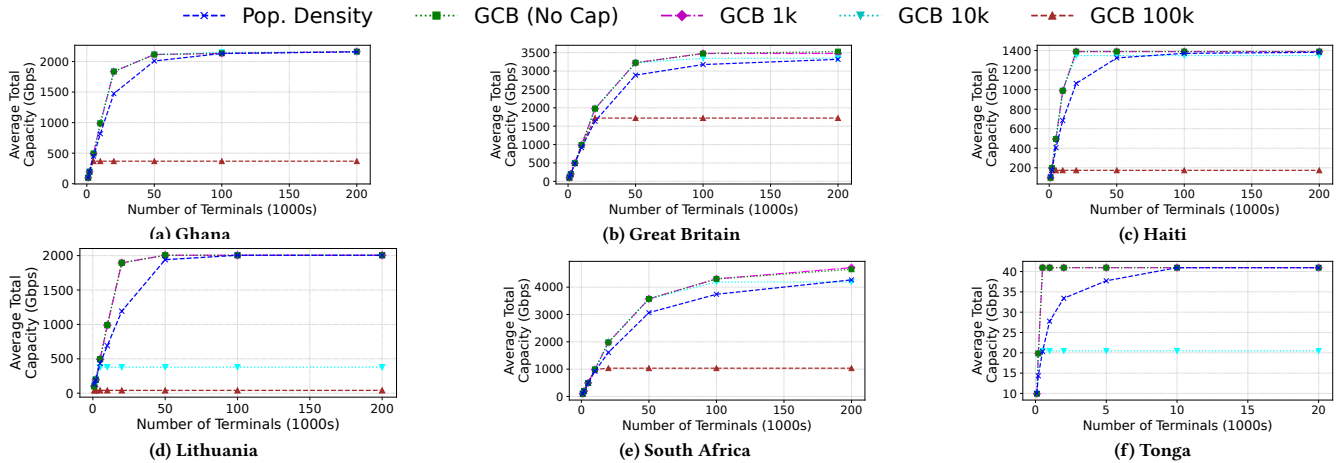 Pop. Density GCB (No Cap) GCB 1k GCB 10k GCB 100k
Average Total
Capacity (Gbps)
2000
1500
1000
500
0
0 50 100 150 200
Number of Terminals (1000s)
(a) Ghana
Average Total
Capacity (Gbps)
3500
3000
2500
2000
1500
1000
500
0
0 50 100 150 200
Number of Terminals (1000s)
(b) Great Britain
Average Total
Capacity (Gbps)
1400
1200
1000
800
600
400
200
0 50 100 150 200
Number of Terminals (1000s)
(c) Haiti
Average Total
Capacity (Gbps)
2000
1500
1000
500
0
0 50 100 150 200
Number of Terminals (1000s)
(d) Lithuania
Average Total
Capacity (Gbps)
4000
3000
2000
1000
0
0 50 100 150 200
Number of Terminals (1000s)
(e) South Africa
Average Total
Capacity (Gbps)
40
35
30
25
20
15
10
0 5 10 15 20
Number of Terminals (1000s)
(f) Tonga